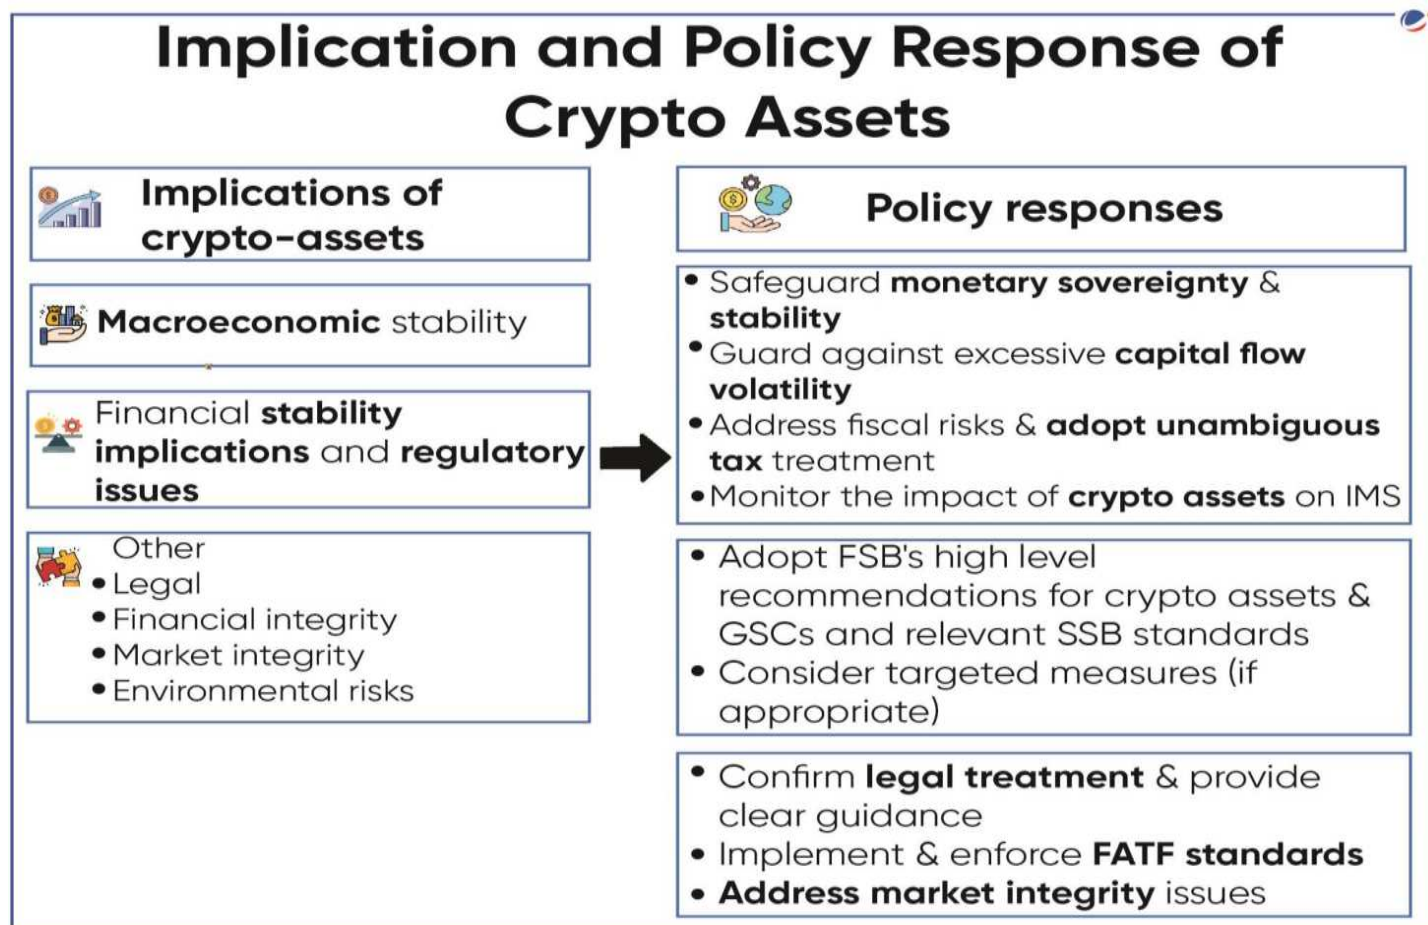 Implication and Policy Response of
Crypto Assets
Implications of
crypto-assets
Macroeconomic stability
Financial stability
implications and regulatory
issues
Other
• Legal
• Financial integrity
• Market integrity
• Environmental risks
Policy responses
• Safeguard monetary sovereignty &
stability
• Guard against excessive capital flow
volatility
• Address fiscal risks & adopt unambiguous
tax treatment
• Monitor the impact of crypto assets on IMS
• Adopt FSB's high level
recommendations for crypto assets &
GSCs and relevant SSB standards
• Consider targeted measures (if
appropriate)
• Confirm legal treatment & provide
clear guidance
• Implement & enforce FATF standards
• Address market integrity issues